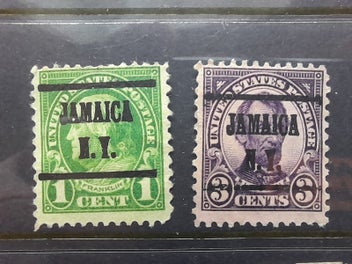 UNITED STATES POSTAGE
JAMAICA
N.Y.
FRANKLIN
1 CENT 1
UNITED STATES POSTAGE
JAMAICA
N.Y.
3 CENTS 3